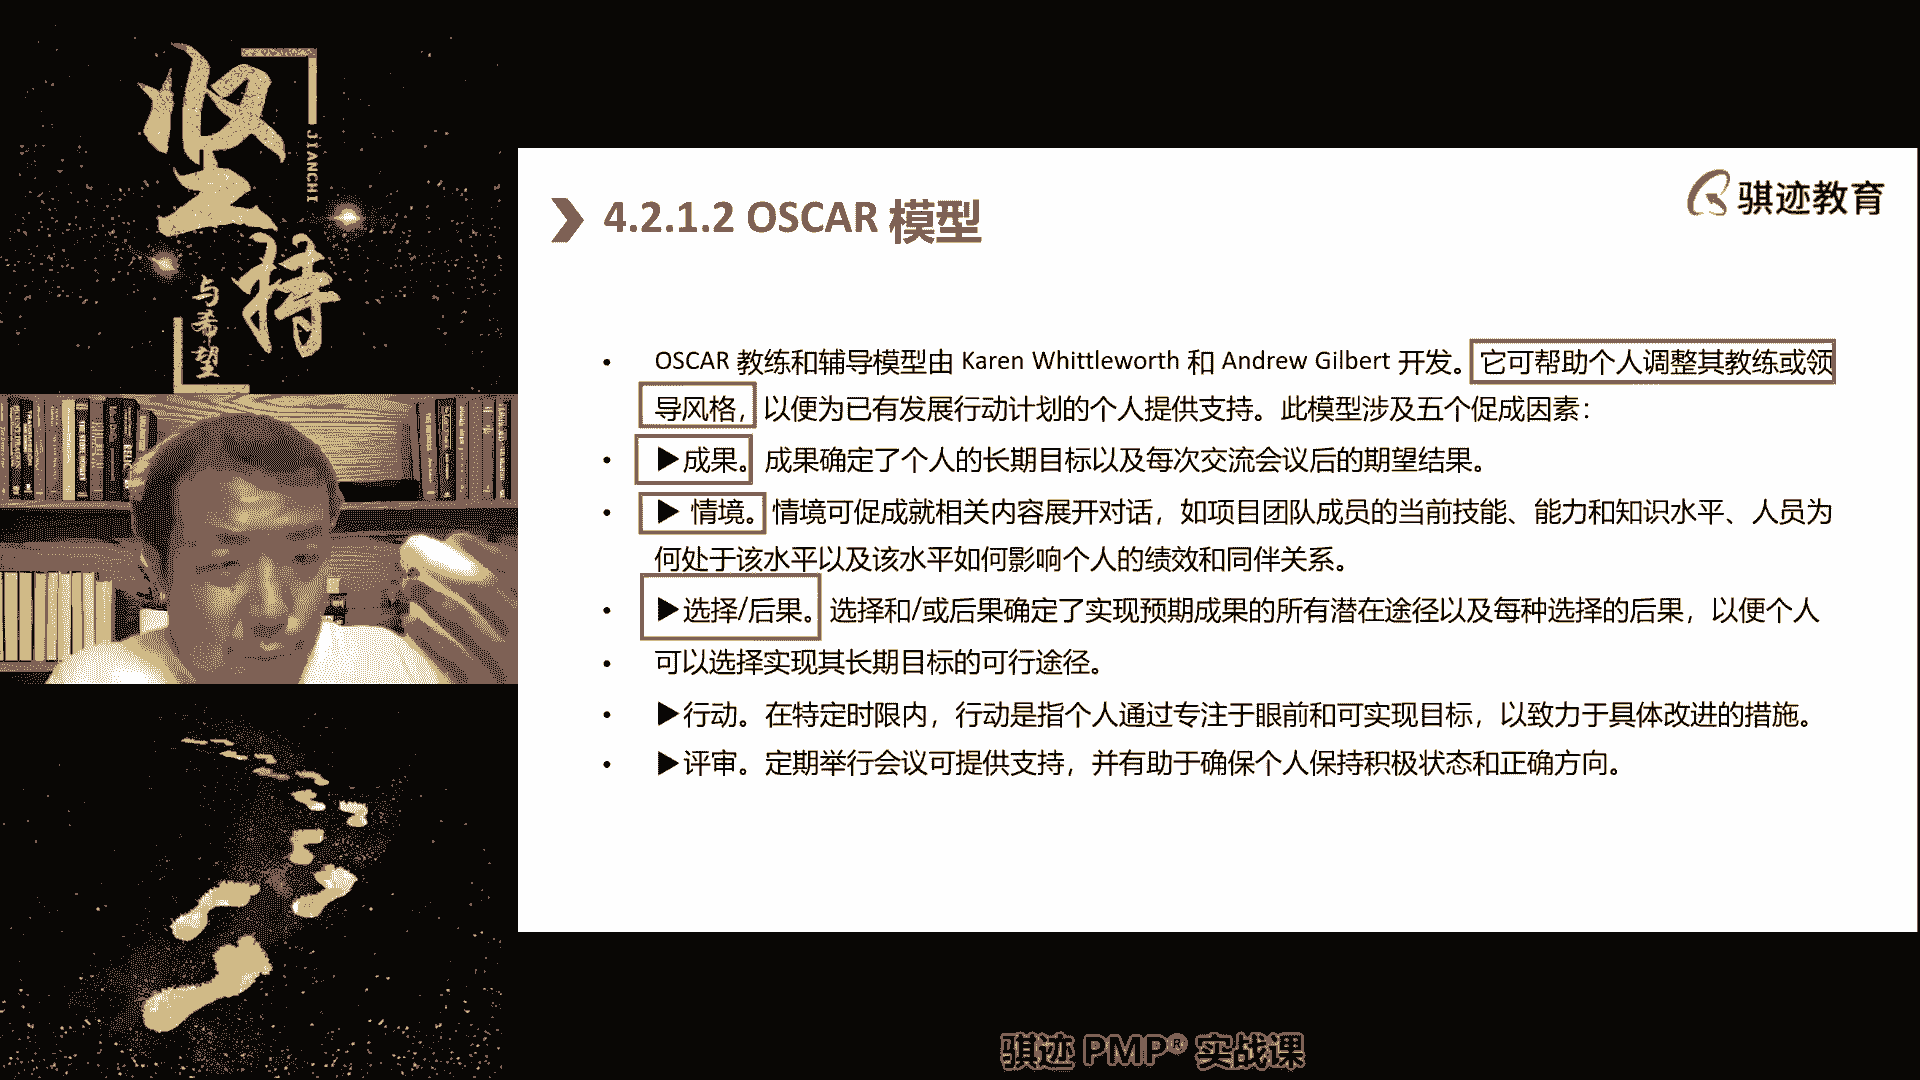 坚持
JIANCHI
与希望
骐迹教育
4.2.1.2 OSCAR 模型
• OSCAR 教练和辅导模型由 Karen Whittleworth 和 Andrew Gilbert 开发。它可帮助个人调整其教练或领
导风格，以便为已有发展行动计划的个人提供支持。此模型涉及五个促成因素：
• ▶成果。成果确定了个人的长期目标以及每次交流会议后的期望结果。
• ▶ 情境。情境可促成就相关内容展开对话，如项目团队成员的当前技能、能力和知识水平、人员为
何处于该水平以及该水平如何影响个人的绩效和同伴关系。
• ▶选择/后果。选择和/或后果确定了实现预期成果的所有潜在途径以及每种选择的后果，以便个人
• 可以选择实现其长期目标的可行途径。
• ▶行动。在特定时限内，行动是指个人通过专注于眼前和可实现目标，以致力于具体改进的措施。
• ▶评审。定期举行会议可提供支持，并有助于确保个人保持积极状态和正确方向。
骐迹 PMP® 实战课